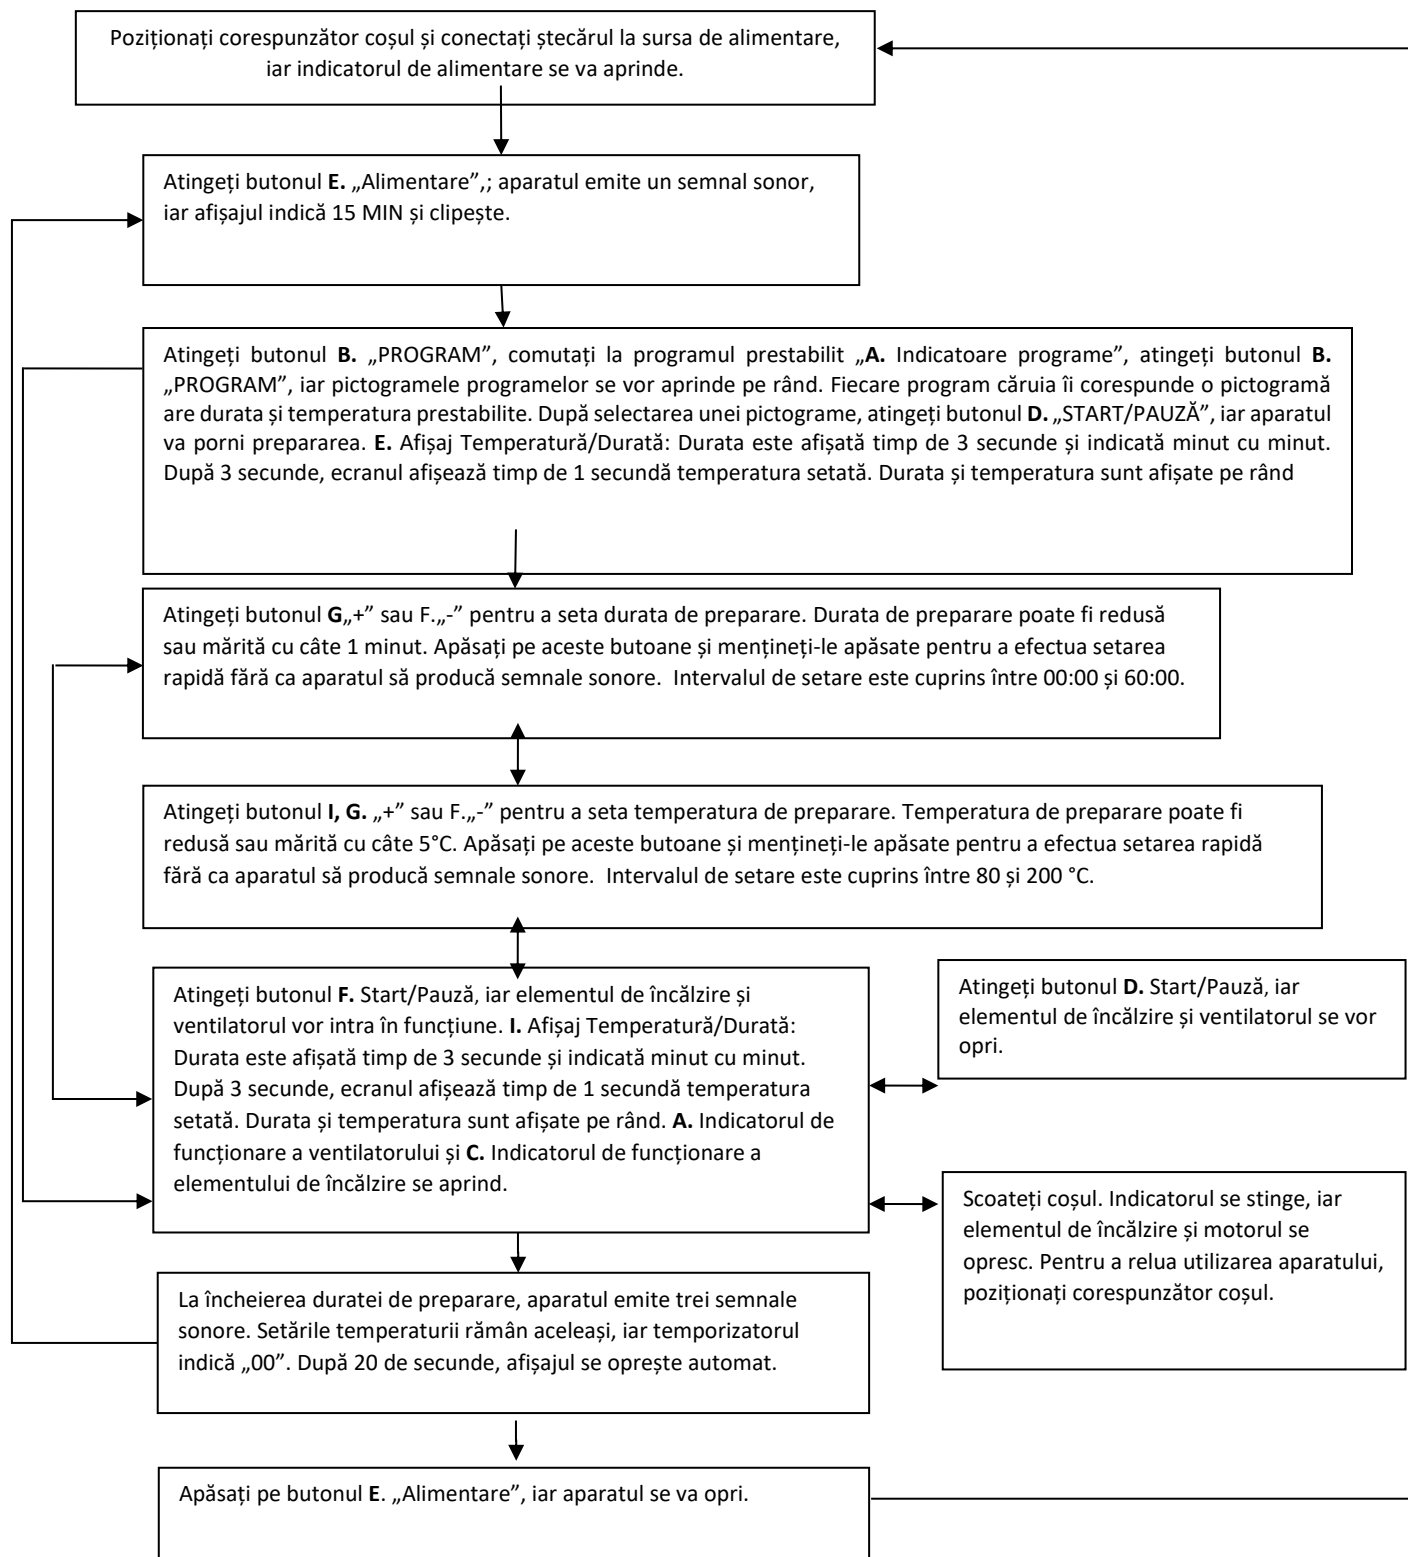 Poziționați corespunzător coșul și conectați ștecărul la sursa de alimentare,
iar indicatorul de alimentare se va aprinde.
Atingeți butonul E. „Alimentare”,; aparatul emite un semnal sonor,
iar afișajul indică 15 MIN și clipește.
Atingeți butonul B. „PROGRAM”, comutați la programul prestabilit „A. Indicatoare programe”, atingeți butonul B.
„PROGRAM”, iar pictogramele programelor se vor aprinde pe rând. Fiecare program căruia îi corespunde o pictogramă
are durata și temperatura prestabilite. După selectarea unei pictograme, atingeți butonul D. „START/PAUZĂ”, iar aparatul
va porni prepararea. E. Afișaj Temperatură/Durată: Durata este afișată timp de 3 secunde și indicată minut cu minut.
După 3 secunde, ecranul afișează timp de 1 secundă temperatura setată. Durata și temperatura sunt afișate pe rând
Atingeți butonul G„+” sau F.„-” pentru a seta durata de preparare. Durata de preparare poate fi redusă
sau mărită cu câte 1 minut. Apăsați pe aceste butoane și mențineți-le apăsate pentru a efectua setarea
rapidă fără ca aparatul să producă semnale sonore. Intervalul de setare este cuprins între 00:00 și 60:00.
Atingeți butonul I, G. „+” sau F.„-” pentru a seta temperatura de preparare. Temperatura de preparare poate fi
redusă sau mărită cu câte 5°C. Apăsați pe aceste butoane și mențineți-le apăsate pentru a efectua setarea rapidă
fără ca aparatul să producă semnale sonore. Intervalul de setare este cuprins între 80 și 200 °C.
Atingeți butonul F. Start/Pauză, iar elementul de încălzire și
ventilatorul vor intra în funcțiune. I. Afișaj Temperatură/Durată:
Durata este afișată timp de 3 secunde și indicată minut cu minut.
După 3 secunde, ecranul afișează timp de 1 secundă temperatura
setată. Durata și temperatura sunt afișate pe rând. A. Indicatorul de
funcționare a ventilatorului și C. Indicatorul de funcționare a
elementului de încălzire se aprind.
Atingeți butonul D. Start/Pauză, iar
elementul de încălzire și ventilatorul se vor
opri.
Scoateți coșul. Indicatorul se stinge, iar
elementul de încălzire și motorul se
opresc. Pentru a relua utilizarea aparatului,
poziționați corespunzător coșul.
La încheierea duratei de preparare, aparatul emite trei semnale
sonore. Setările temperaturii rămân aceleași, iar temporizatorul
indică „00”. După 20 de secunde, afișajul se oprește automat.
Apăsați pe butonul E. „Alimentare”, iar aparatul se va opri.